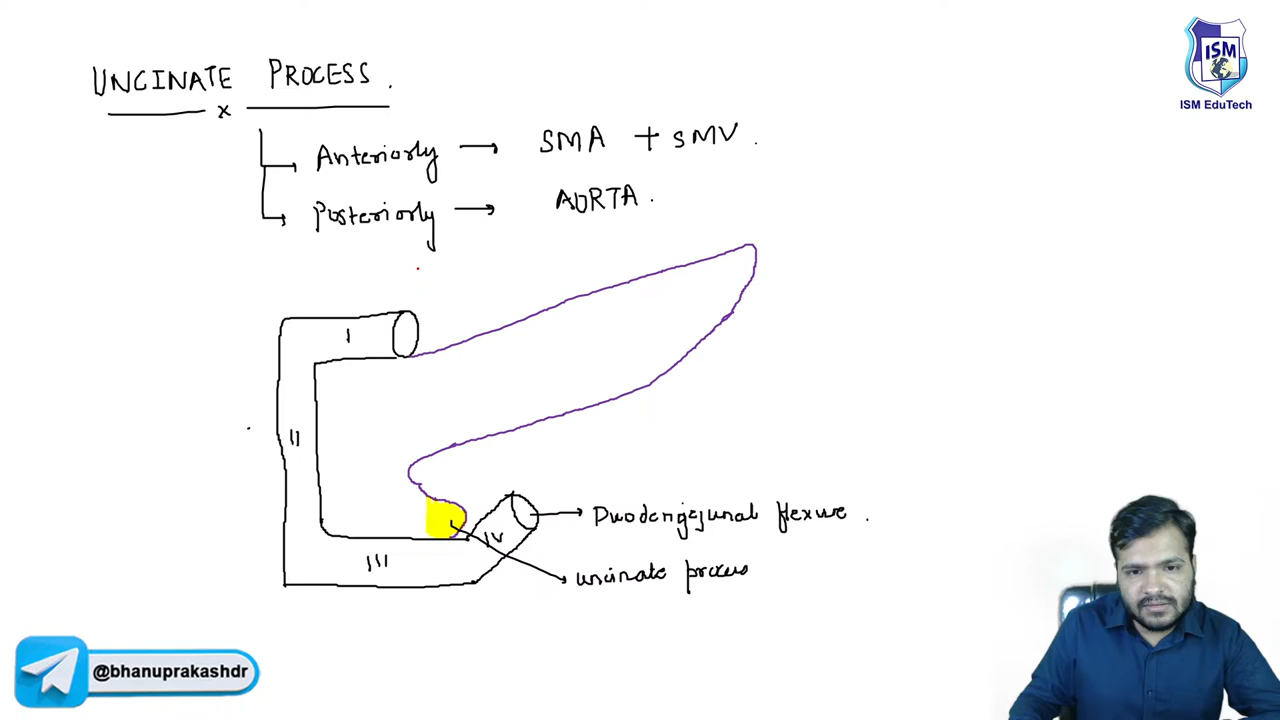 UNCINATE PROCESS.
x
Anteriorly → SMA + SMV.
Posteriorly → AORTA.
I
II
III
IV
Duodenojejunal flexure.
uncinate process
ISM
ISM EduTech
@bhanuprakashdr